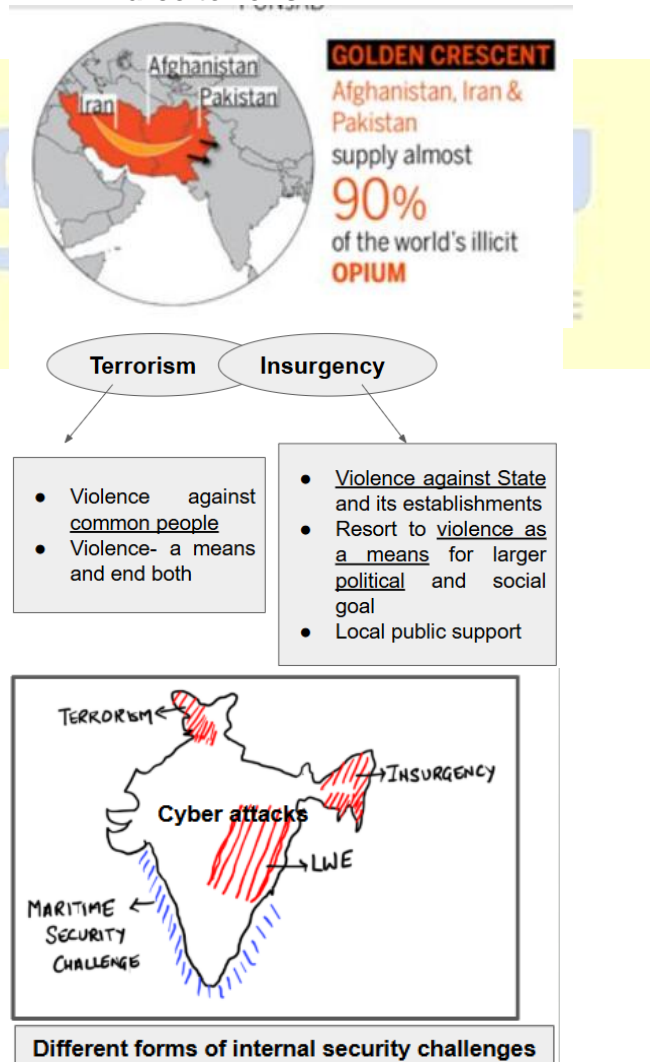 Afghanistan
Iran
Pakistan
GOLDEN CRESCENT
Afghanistan, Iran &
Pakistan
supply almost
90%
of the world's illicit
OPIUM
Terrorism
Insurgency
● Violence against
common people
● Violence- a means
and end both
● Violence against State
and its establishments
● Resort to violence as
a means for larger
political and social
goal
● Local public support
TERRORISM
INSURGENCY
Cyber attacks
LWE
MARITIME
SECURITY
CHALLENGE
Different forms of internal security challenges